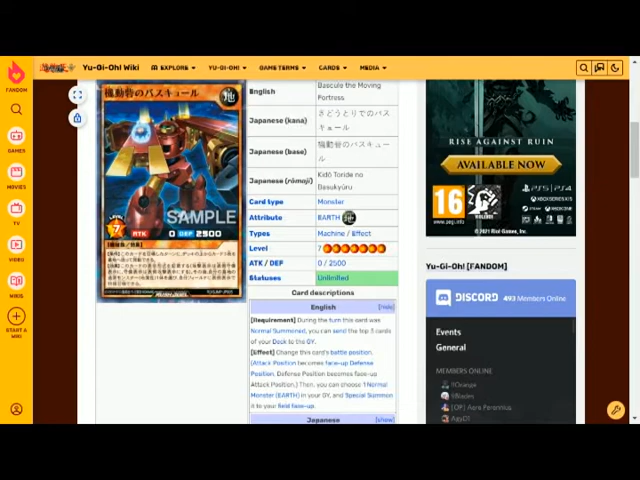 Yu-Gi-Oh! Wiki
EXPLORE
YU-GI-OH!
GAME TERMS
CARDS
MEDIA
FANDOM
GAMES
MOVIES
TV
VIDEO
WIKIS
START A WIKI
機動砦のバスキュール
地
SAMPLE
LEVEL
7
ATK 0 DEF 2500
English
Bascule the Moving
Fortress
Japanese (kana)
きどうとりでのバス
キュール
Japanese (base)
機動砦のバスキュー
ル
Japanese (rōmaji)
Kidō Toride no
Basukyūru
Card type
Monster
Attribute
EARTH
Types
Machine / Effect
Level
7
ATK / DEF
0 / 2500
Statuses
Unlimited
Card descriptions
English [hide]
[Requirement] During the turn this card was
Normal Summoned, you can send the top 3 cards
of your Deck to the GY.
[Effect] Change this card's battle position.
(Attack Position becomes face-up Defense
Position, Defense Position becomes face-up
Attack Position.) Then, you can choose 1 Normal
Monster (EARTH) in your GY, and Special Summon
it to your field face-up.
Japanese [show]
RISE AGAINST RUIN
AVAILABLE NOW
16
www.pegi.info
PS5 PS4
© 2021 Riot Games, Inc.
Yu-Gi-Oh! [FANDOM]
DISCORD 493 Members Online
Events
General
MEMBERS ONLINE